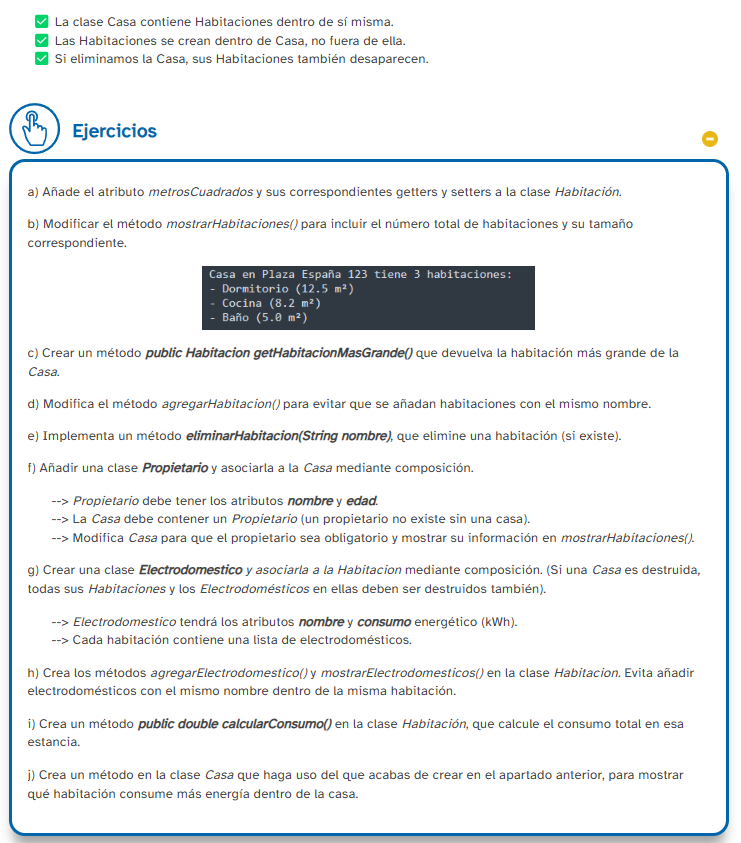 La clase Casa contiene Habitaciones dentro de sí misma.
Las Habitaciones se crean dentro de Casa, no fuera de ella.
Si eliminamos la Casa, sus Habitaciones también desaparecen.
Ejercicios
a) Añade el atributo metrosCuadrados y sus correspondientes getters y setters a la clase Habitación.
b) Modificar el método mostrarHabitaciones() para incluir el número total de habitaciones y su tamaño
correspondiente.
Casa en Plaza España 123 tiene 3 habitaciones:
- Dormitorio (12.5 m²)
- Cocina (8.2 m²)
- Baño (5.0 m²)
c) Crear un método public Habitacion getHabitacionMasGrande() que devuelva la habitación más grande de la
Casa.
d) Modifica el método agregarHabitacion() para evitar que se añadan habitaciones con el mismo nombre.
e) Implementa un método eliminarHabitacion(String nombre), que elimine una habitación (si existe).
f) Añadir una clase Propietario y asociarla a la Casa mediante composición.
--> Propietario debe tener los atributos nombre y edad.
--> La Casa debe contener un Propietario (un propietario no existe sin una casa).
--> Modifica Casa para que el propietario sea obligatorio y mostrar su información en mostrarHabitaciones().
g) Crear una clase Electrodomestico y asociarla a la Habitacion mediante composición. (Si una Casa es destruida,
todas sus Habitaciones y los Electrodomésticos en ellas deben ser destruidos también).
--> Electrodomestico tendrá los atributos nombre y consumo energético (kWh).
--> Cada habitación contiene una lista de electrodomésticos.
h) Crea los métodos agregarElectrodomestico() y mostrarElectrodomesticos() en la clase Habitacion. Evita añadir
electrodomésticos con el mismo nombre dentro de la misma habitación.
i) Crea un método public double calcularConsumo() en la clase Habitación, que calcule el consumo total en esa
estancia.
j) Crea un método en la clase Casa que haga uso del que acabas de crear en el apartado anterior, para mostrar
qué habitación consume más energía dentro de la casa.